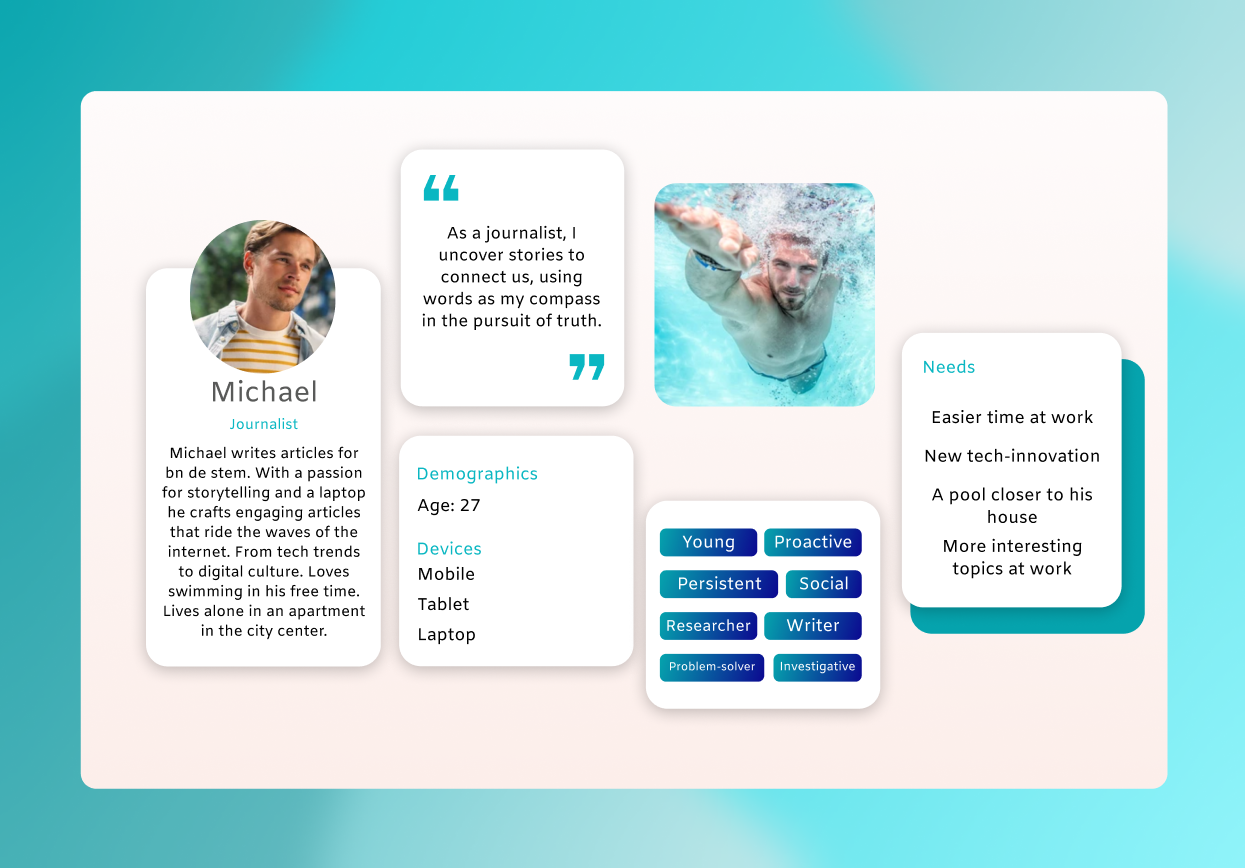 Michael
Journalist
Michael writes articles for
bn de stem. With a passion
for storytelling and a laptop
he crafts engaging articles
that ride the waves of the
internet. From tech trends
to digital culture. Loves
swimming in his free time.
Lives alone in an apartment
in the city center.
“
As a journalist, I
uncover stories to
connect us, using
words as my compass
in the pursuit of truth.
”
Demographics
Age: 27
Devices
Mobile
Tablet
Laptop
Young
Proactive
Persistent
Social
Researcher
Writer
Problem-solver
Investigative
Needs
Easier time at work
New tech-innovation
A pool closer to his
house
More interesting
topics at work